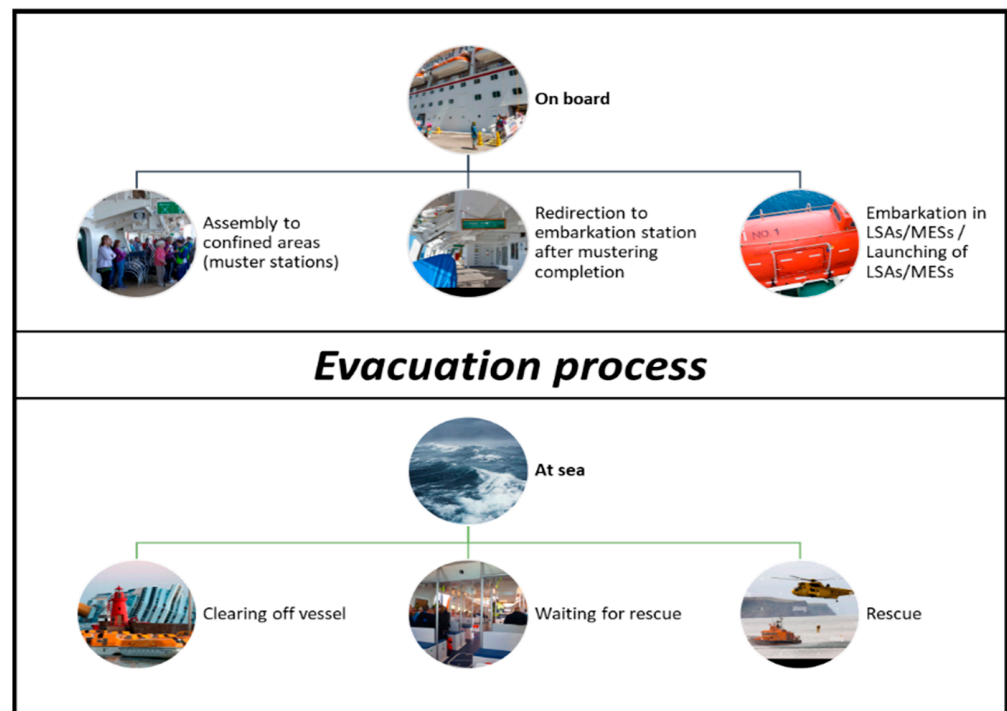 On board
Assembly to
confined areas
(muster stations)
Redirection to
embarkation station
after mustering
completion
NO. 1
Embarkation in
LSAs/MESs /
Launching of
LSAs/MESs
Evacuation process
At sea
Clearing off vessel
Waiting for rescue
Rescue